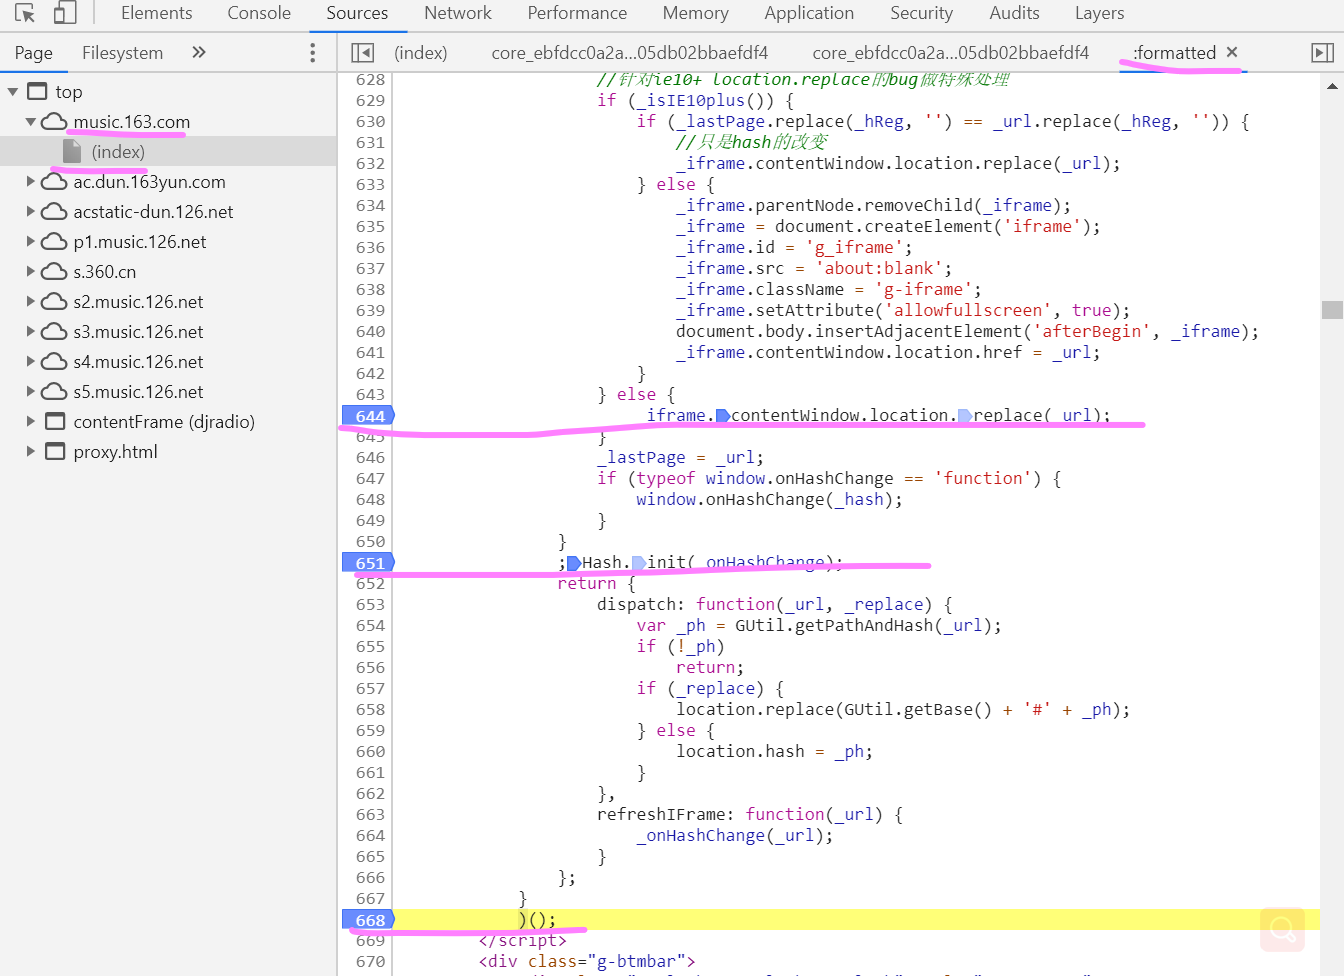 Elements Console Sources Network Performance Memory Application Security Audits Layers
Page Filesystem » (index) core_ebfdcc0a2a...05db02bbaefdf4 core_ebfdcc0a2a...05db02bbaefdf4 :formatted ×
top
music.163.com
(index)
ac.dun.163yun.com
acstatic-dun.126.net
p1.music.126.net
s.360.cn
s2.music.126.net
s3.music.126.net
s4.music.126.net
s5.music.126.net
contentFrame (djradio)
proxy.html
628 //针对ie10+ location.replace的bug做特殊处理
629 if (_isIE10plus()) {
630 if (_lastPage.replace(_hReg, '') == _url.replace(_hReg, '')) {
631 //只是hash的改变
632 _iframe.contentWindow.location.replace(_url);
633 } else {
634 _iframe.parentNode.removeChild(_iframe);
635 _iframe = document.createElement('iframe');
636 _iframe.id = 'g_iframe';
637 _iframe.src = 'about:blank';
638 _iframe.className = 'g-iframe';
639 _iframe.setAttribute('allowfullscreen', true);
640 document.body.insertAdjacentElement('afterBegin', _iframe);
641 _iframe.contentWindow.location.href = _url;
642 }
643 } else {
644 _iframe.contentWindow.location.replace(_url);
645 }
646 _lastPage = _url;
647 if (typeof window.onHashChange == 'function') {
648 window.onHashChange(_hash);
649 }
650 }
651 ;Hash.init(_onHashChange);
652 return {
653 dispatch: function(_url, _replace) {
654 var _ph = GUtil.getPathAndHash(_url);
655 if (!_ph)
656 return;
657 if (_replace) {
658 location.replace(GUtil.getBase() + '#' + _ph);
659 } else {
660 location.hash = _ph;
661 }
662 },
663 refreshIFrame: function(_url) {
664 _onHashChange(_url);
665 }
666 };
667 }
668 )();
669 </script>
670 <div class="g-btmbar">